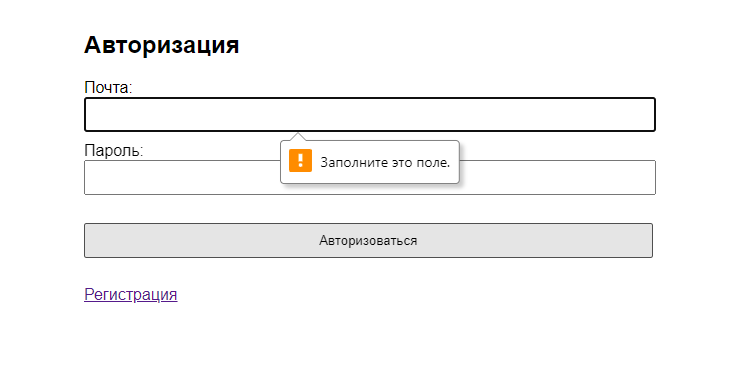 Авторизация
Почта:
Заполните это поле.
Пароль:
Авторизоваться
Регистрация